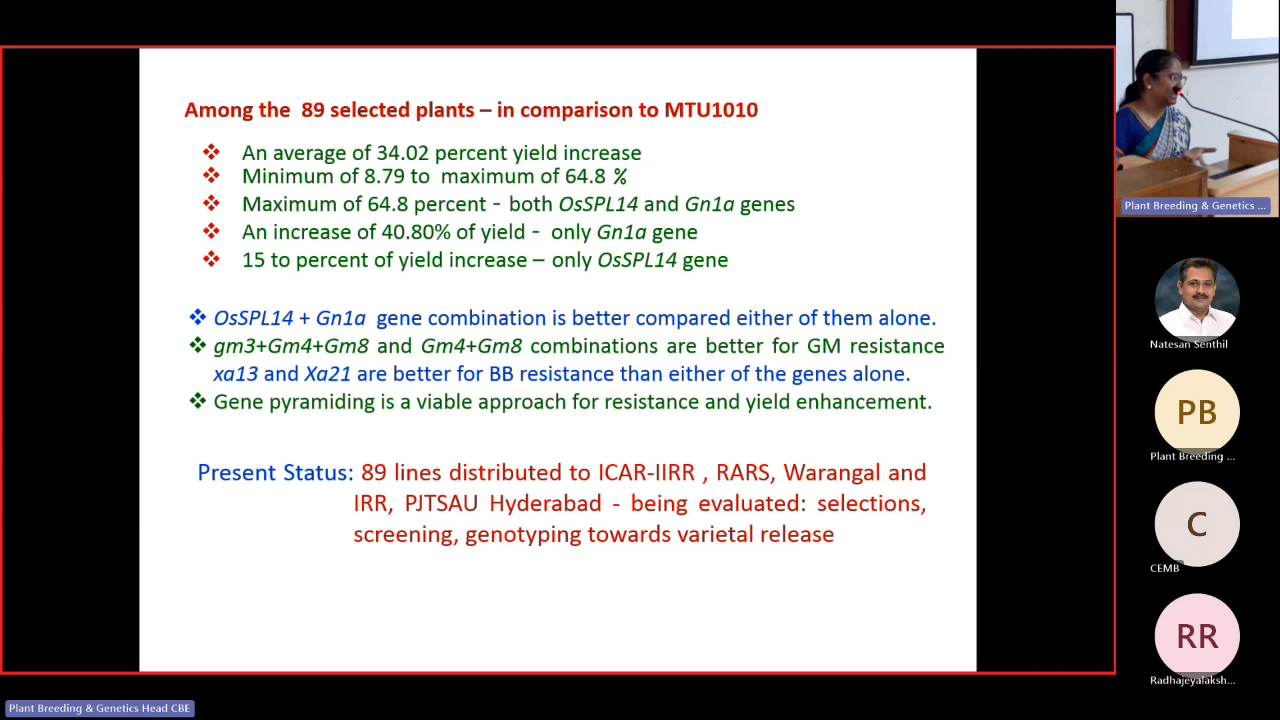 Among the 89 selected plants – in comparison to MTU1010
❖ An average of 34.02 percent yield increase
❖ Minimum of 8.79 to maximum of 64.8 %
❖ Maximum of 64.8 percent - both OsSPL14 and Gn1a genes
❖ An increase of 40.80% of yield - only Gn1a gene
❖ 15 to percent of yield increase – only OsSPL14 gene
❖ OsSPL14 + Gn1a gene combination is better compared either of them alone.
❖ gm3+Gm4+Gm8 and Gm4+Gm8 combinations are better for GM resistance
xa13 and Xa21 are better for BB resistance than either of the genes alone.
❖ Gene pyramiding is a viable approach for resistance and yield enhancement.
Present Status: 89 lines distributed to ICAR-IIRR , RARS, Warangal and
IRR, PJTSAU Hyderabad - being evaluated: selections,
screening, genotyping towards varietal release
Plant Breeding & Genetics ...
Natesan Senthil
PB
Plant Breeding ...
C
CEMB
RR
Radhajeyalaksh...
Plant Breeding & Genetics Head CBE